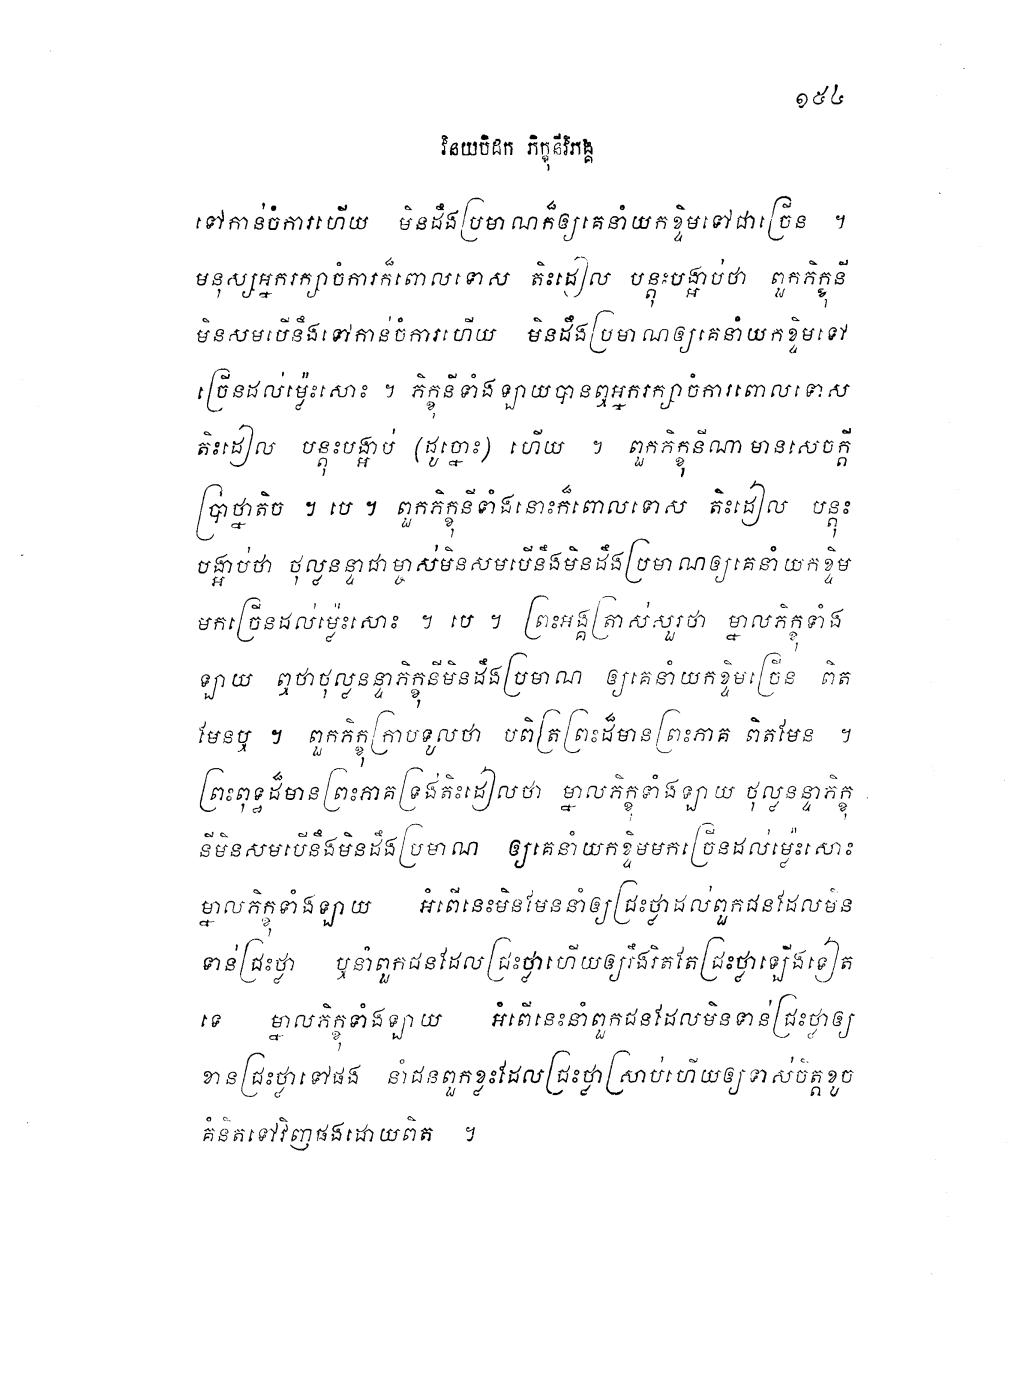 ១៥៤
វិនយបិដក ភិក្ខុនីវិភង្គ
ទៅកាន់ចំការហើយ មិនដឹងប្រមាណក៏ឲ្យគេនាំយកខ្ទឹមទៅជាច្រើន ។
មនុស្សអ្នករក្សាចំការក៏ពោលទោស តិះដៀល បន្តុះបង្អាប់ថា ពួកភិក្ខុនី
មិនសមបើនឹងទៅកាន់ចំការហើយ មិនដឹងប្រមាណឲ្យគេនាំយកខ្ទឹមទៅ
ច្រើនដល់ម៉្លេះសោះ ។ ភិក្ខុនីទាំងឡាយបានឮអ្នករក្សាចំការពោលទោស
តិះដៀល បន្តុះបង្អាប់ (ដូច្នោះ) ហើយ ។ ពួកភិក្ខុនីណាមានសេចក្តី
ប្រាថ្នាតិច ។ បេ ។ ពួកភិក្ខុនីទាំងនោះក៏ពោលទោស តិះដៀល បន្តុះ
បង្អាប់ថា ថុល្លនន្ទាជាម្ចាស់មិនសមបើនឹងមិនដឹងប្រមាណឲ្យគេនាំយកខ្ទឹម
មកច្រើនដល់ម៉្លេះសោះ ។ បេ ។ ព្រះអង្គត្រាស់សួរថា ម្នាលភិក្ខុទាំង
ឡាយ ឮថាថុល្លនន្ទាភិក្ខុនីមិនដឹងប្រមាណ ឲ្យគេនាំយកខ្ទឹមច្រើន ពិត
មែនឬ ។ ពួកភិក្ខុក្រាបទូលថា បពិត្រព្រះដ៏មានព្រះភាគ ពិតមែន ។
ព្រះពុទ្ធដ៏មានព្រះភាគទ្រង់តិះដៀលថា ម្នាលភិក្ខុទាំងឡាយ ថុល្លនន្ទាភិក្ខុ
នីមិនសមបើនឹងមិនដឹងប្រមាណ ឲ្យគេនាំយកខ្ទឹមមកច្រើនដល់ម៉្លេះសោះ
ម្នាលភិក្ខុទាំងឡាយ អំពើនេះមិនមែននាំឲ្យជ្រះថ្លាដល់ពួកជនដែលមិន
ទាន់ជ្រះថ្លា ឬនាំពួកជនដែលជ្រះថ្លាហើយឲ្យរឹងរិតតែជ្រះថ្លាឡើងទៀត
ទេ ម្នាលភិក្ខុទាំងឡាយ អំពើនេះនាំពួកជនដែលមិនទាន់ជ្រះថ្លាឲ្យ
ខានជ្រះថ្លាទៅផង នាំជនពួកខ្លះដែលជ្រះថ្លាស្រាប់ហើយឲ្យទាស់ចិត្តខូច
គំនិតទៅវិញផងដោយពិត ។